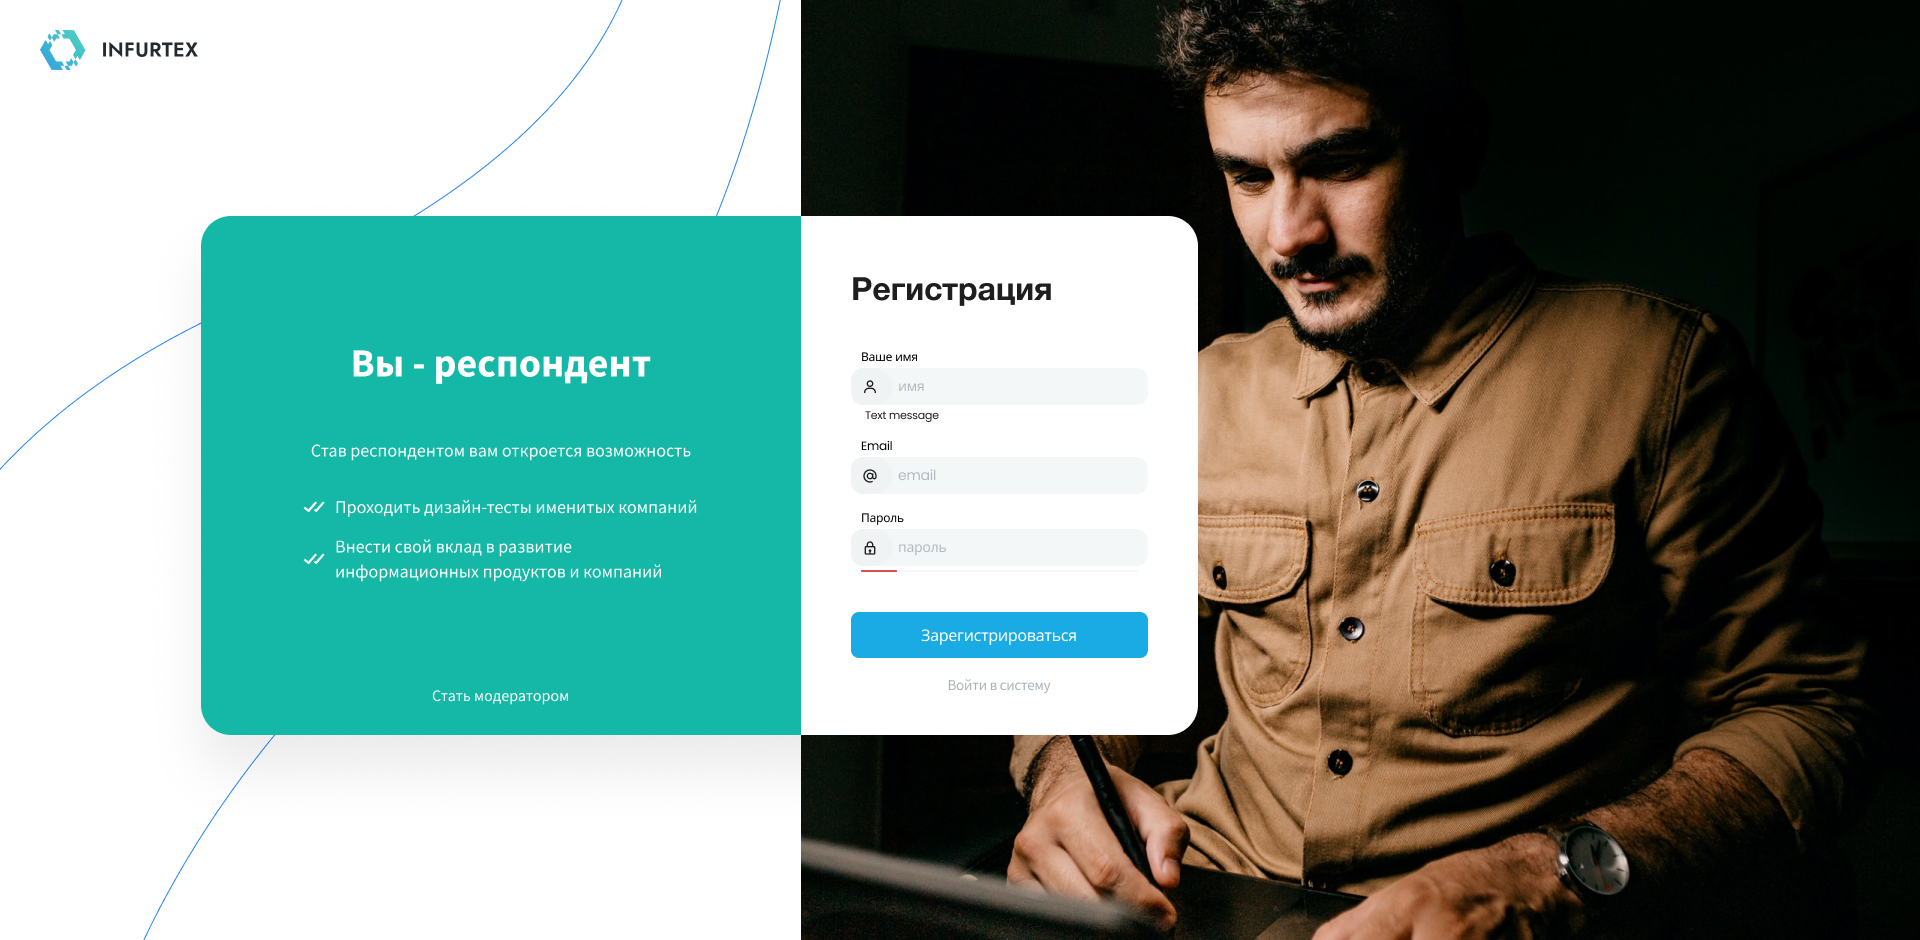 INFURTEX
Вы - респондент
Став респондентом вам откроется возможность
Проходить дизайн-тесты именитых компаний
Внести свой вклад в развитие
информационных продуктов и компаний
Стать модератором
Регистрация
Ваше имя
имя
Text message
Email
email
Пароль
пароль
Зарегистрироваться
Войти в систему